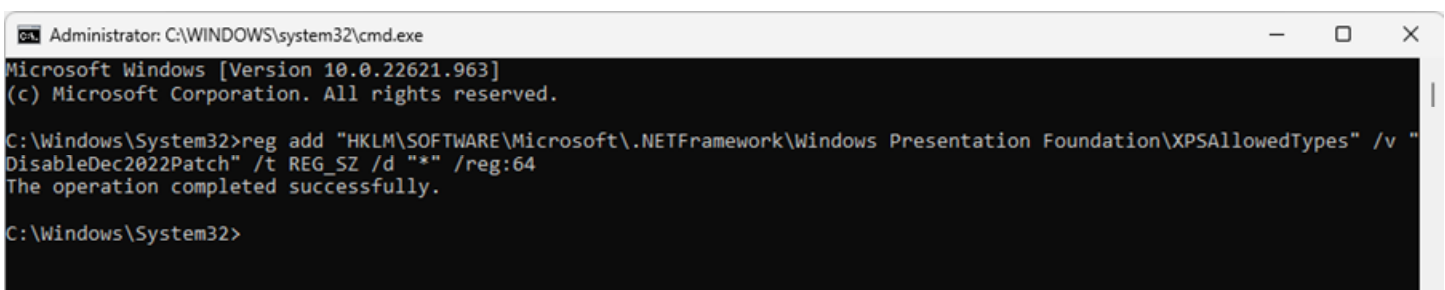 Administrator: C:\WINDOWS\system32\cmd.exe
Microsoft Windows [Version 10.0.22621.963]
(c) Microsoft Corporation. All rights reserved.
C:\Windows\System32>reg add "HKLM\SOFTWARE\Microsoft\.NETFramework\Windows Presentation Foundation\XPSAllowedTypes" /v "
DisableDec2022Patch" /t REG_SZ /d "*" /reg:64
The operation completed successfully.
C:\Windows\System32>